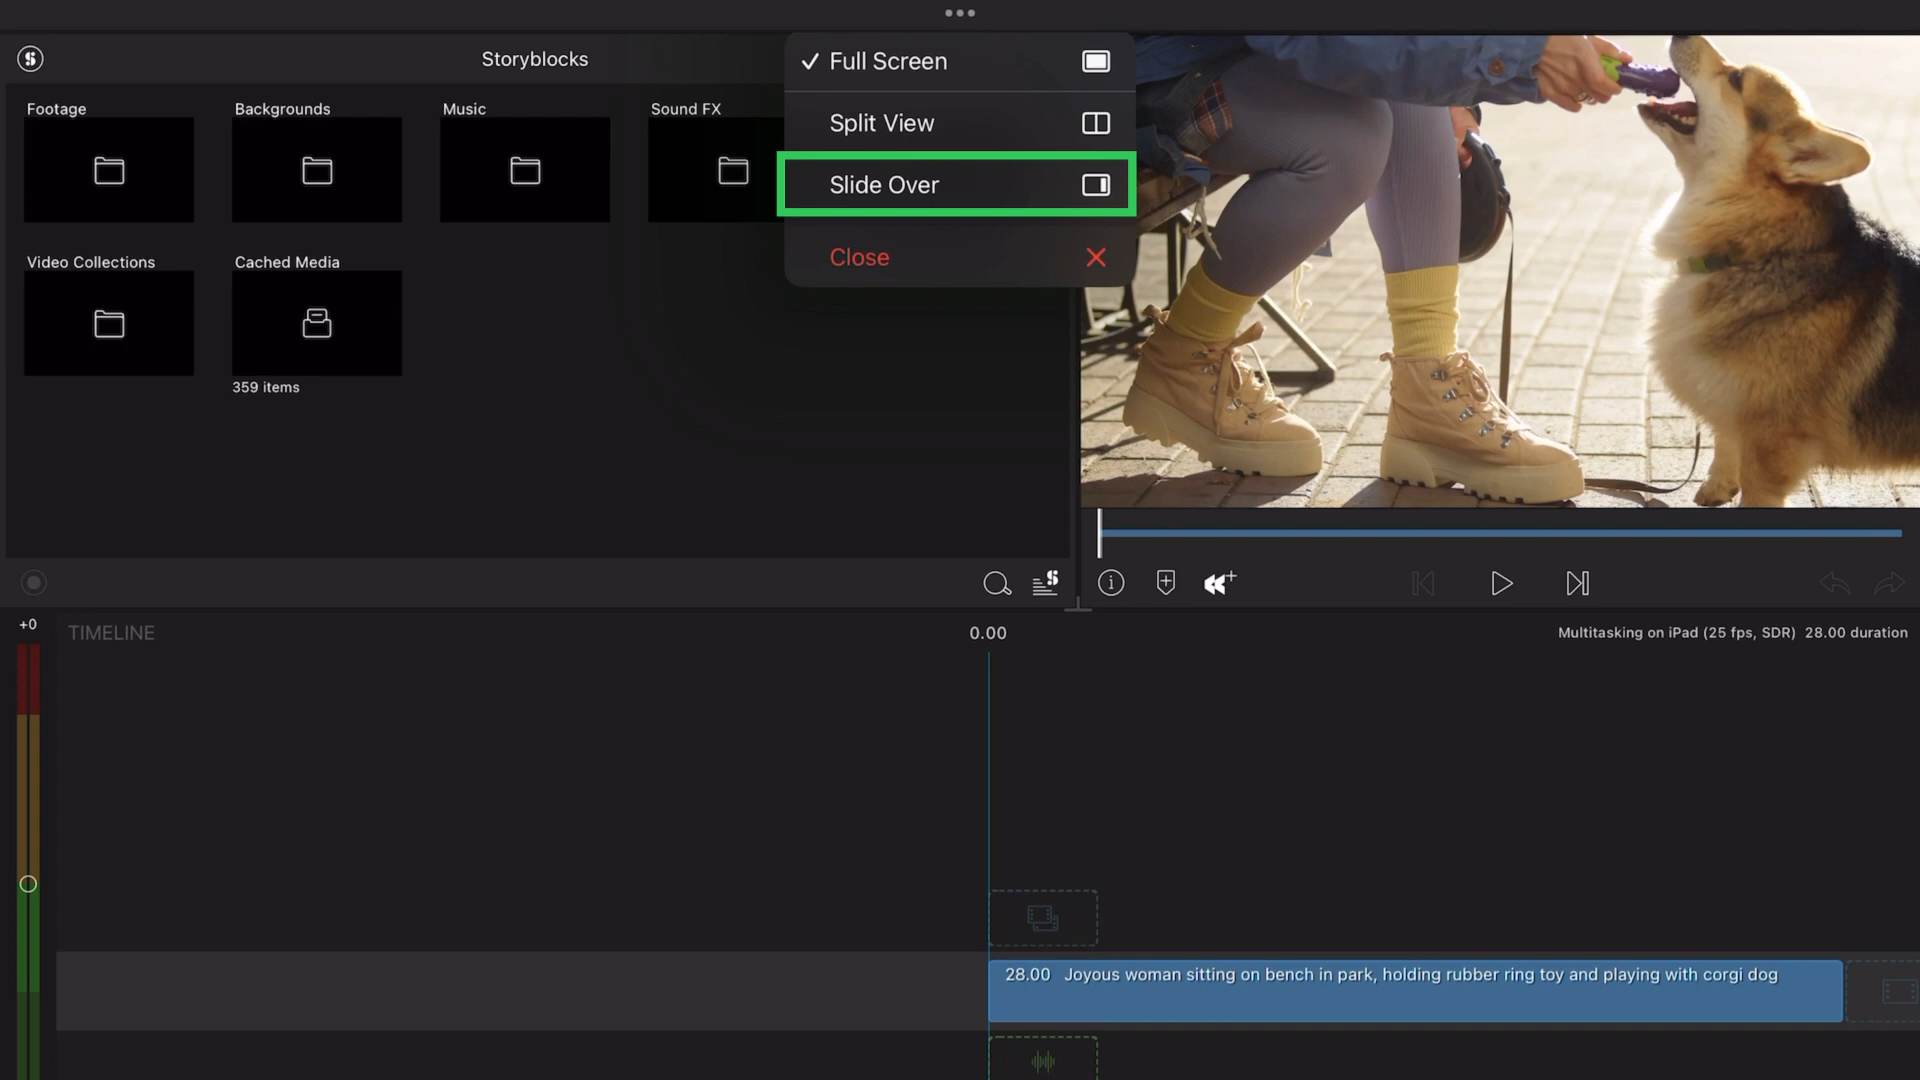 Storyblocks
Full Screen
Split View
Slide Over
Close
Footage
Backgrounds
Music
Sound FX
Video Collections
Cached Media
359 items
+0
TIMELINE
0.00
Multitasking on iPad (25 fps, SDR) 28.00 duration
28.00 Joyous woman sitting on bench in park, holding rubber ring toy and playing with corgi dog